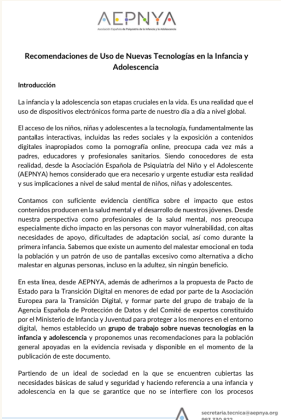 AEPNYA
Asociación Española de Psiquiatría de la Infancia y la Adolescencia
Recomendaciones de Uso de Nuevas Tecnologías en la Infancia y
Adolescencia
Introducción
La infancia y la adolescencia son etapas cruciales en la vida. Es una realidad que el
uso de dispositivos electrónicos forma parte de nuestro día a día a nivel global.
El acceso de los niños, niñas y adolescentes a la tecnología, fundamentalmente las
pantallas interactivas, incluidas las redes sociales y la exposición a contenidos
digitales inapropiados como la pornografía online, preocupa cada vez más a
padres, educadores y profesionales sanitarios. Siendo conocedores de esta
realidad, desde la Asociación Española de Psiquiatría del Niño y el Adolescente
(AEPNYA) hemos considerado que era necesario y urgente estudiar esta realidad
y sus implicaciones a nivel de salud mental de niños, niñas y adolescentes.
Contamos con suficiente evidencia científica sobre el impacto que estos
contenidos producen en la salud mental y el desarrollo de nuestros jóvenes. Desde
nuestra perspectiva como profesionales de la salud mental, nos preocupa
especialmente dicho impacto en las personas con mayor vulnerabilidad, con altas
necesidades de apoyo, dificultades de adaptación social, así como durante la
primera infancia. Sabemos que existe un aumento del malestar emocional en toda
la población y un patrón de uso de pantallas excesivo como alternativa a dicho
malestar en algunas personas, incluso en la adultez, sin ningún beneficio.
En esta línea, desde AEPNYA, además de adherirnos a la propuesta de Pacto de
Estado para la Transición Digital en menores de edad por parte de la Asociación
Europea para la Transición Digital, y formar parte del grupo de trabajo de la
Agencia Española de Protección de Datos y del Comité de expertos constituido
por el Ministerio de Infancia y Juventud para proteger a los menores en el entorno
digital, hemos establecido un grupo de trabajo sobre nuevas tecnologías en la
infancia y adolescencia y proponemos unas recomendaciones para la población
general apoyadas en la evidencia revisada y disponible en el momento de la
publicación de este documento.
Partiendo de un ideal de sociedad en la que se encuentren cubiertas las
necesidades básicas de salud y seguridad y haciendo referencia a una infancia y
adolescencia en la que se garantice que no se interfiere con los procesos
secretaria.tecnica@aepnya.org